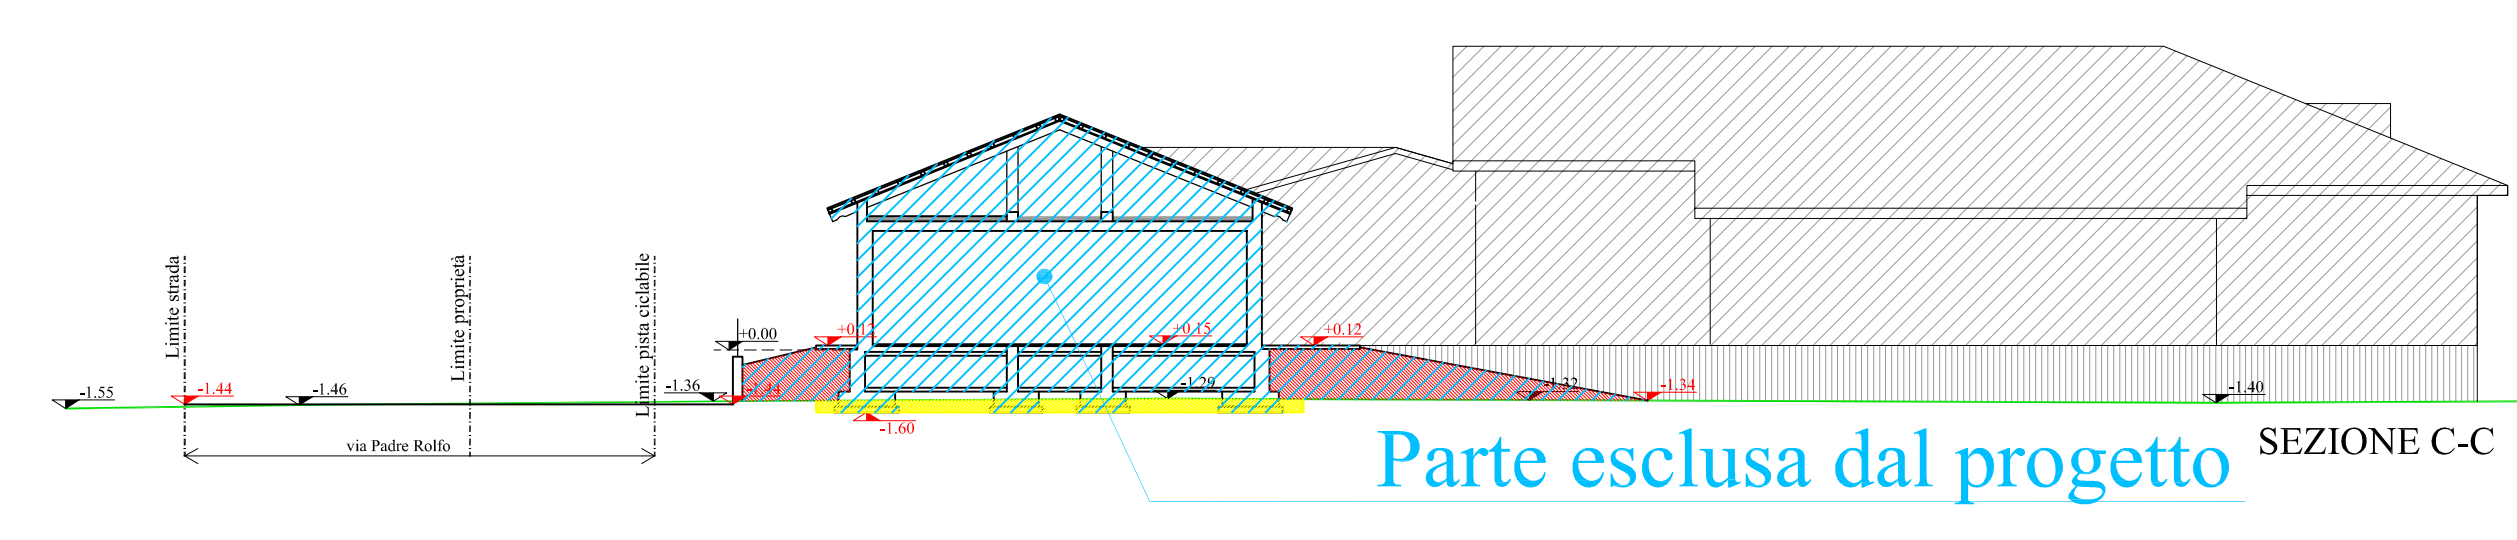 Limite strada
Limite proprietà
Limite pista ciclabile
+0.00
+0.12
+0.15
+0.12
-1.55
-1.44
-1.46
-1.36
-1.44
-1.29
-1.32
-1.34
-1.40
-1.60
via Padre Rolfo
Parte esclusa dal progetto
SEZIONE C-C